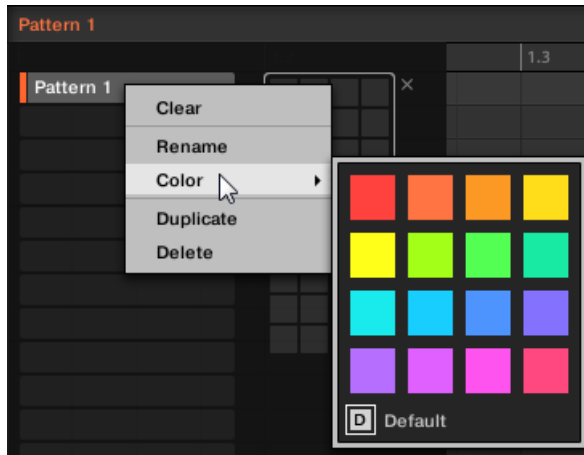 Pattern 1
1.3
Pattern 1
Clear
Rename
Color
Duplicate
Delete
D Default